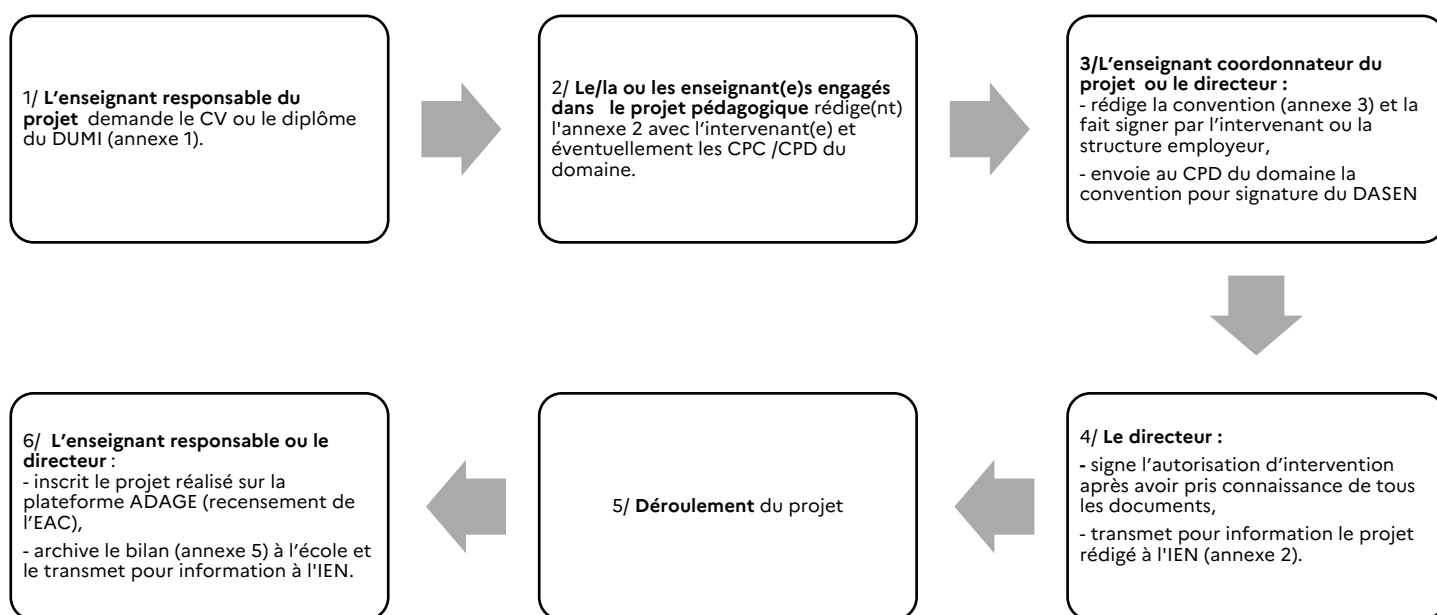 1/ L'enseignant responsable du
projet demande le CV ou le diplôme
du DUMI (annexe 1).
2/ Le/la ou les enseignant(e)s engagés
dans le projet pédagogique rédige(nt)
l'annexe 2 avec l'intervenant(e) et
éventuellement les CPC /CPD du
domaine.
3/L'enseignant coordonnateur du
projet ou le directeur :
- rédige la convention (annexe 3) et la
fait signer par l'intervenant ou la
structure employeur,
- envoie au CPD du domaine la
convention pour signature du DASEN
4/ Le directeur :
- signe l'autorisation d'intervention
après avoir pris connaissance de tous
les documents,
- transmet pour information le projet
rédigé à l'IEN (annexe 2).
5/ Déroulement du projet
6/ L'enseignant responsable ou le
directeur :
- inscrit le projet réalisé sur la
plateforme ADAGE (recensement de
l'EAC),
- archive le bilan (annexe 5) à l'école et
le transmet pour information à l'IEN.